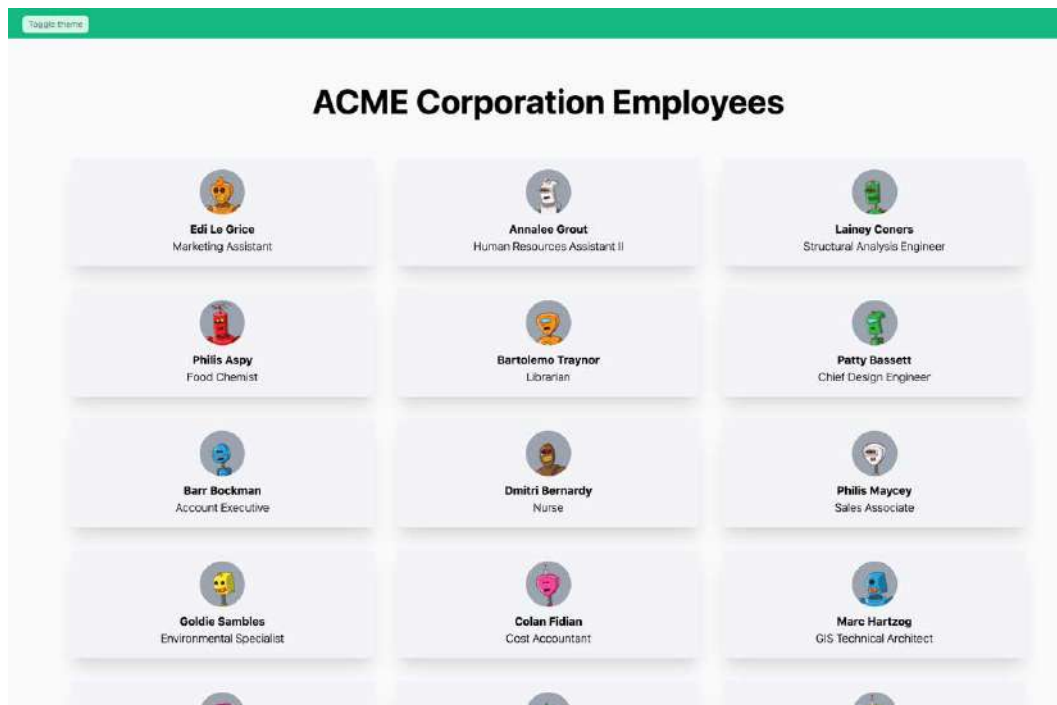 Toggle theme
ACME Corporation Employees
Edi Le Grice
Marketing Assistant
Annalee Grout
Human Resources Assistant II
Lainey Coners
Structural Analysis Engineer
Philis Aspy
Food Chemist
Bartolemo Traynor
Librarian
Patty Bassett
Chief Design Engineer
Barr Bockman
Account Executive
Dmitri Bernardy
Nurse
Philis Maycey
Sales Associate
Goldie Sambles
Environmental Specialist
Colan Fidian
Cost Accountant
Marc Hartzog
GIS Technical Architect